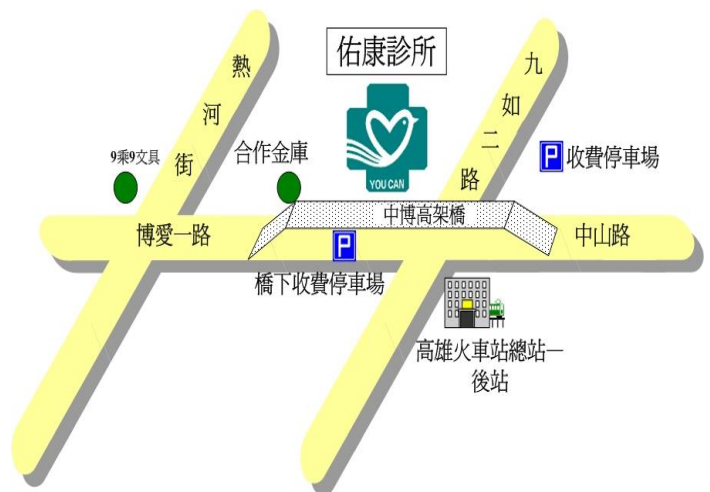 佑康診所
熱河街
九如二路
9乘9文具
合作金庫
YOU CAN
P 收費停車場
中博高架橋
博愛一路
中山路
P
橋下收費停車場
高雄火車站總站—
後站